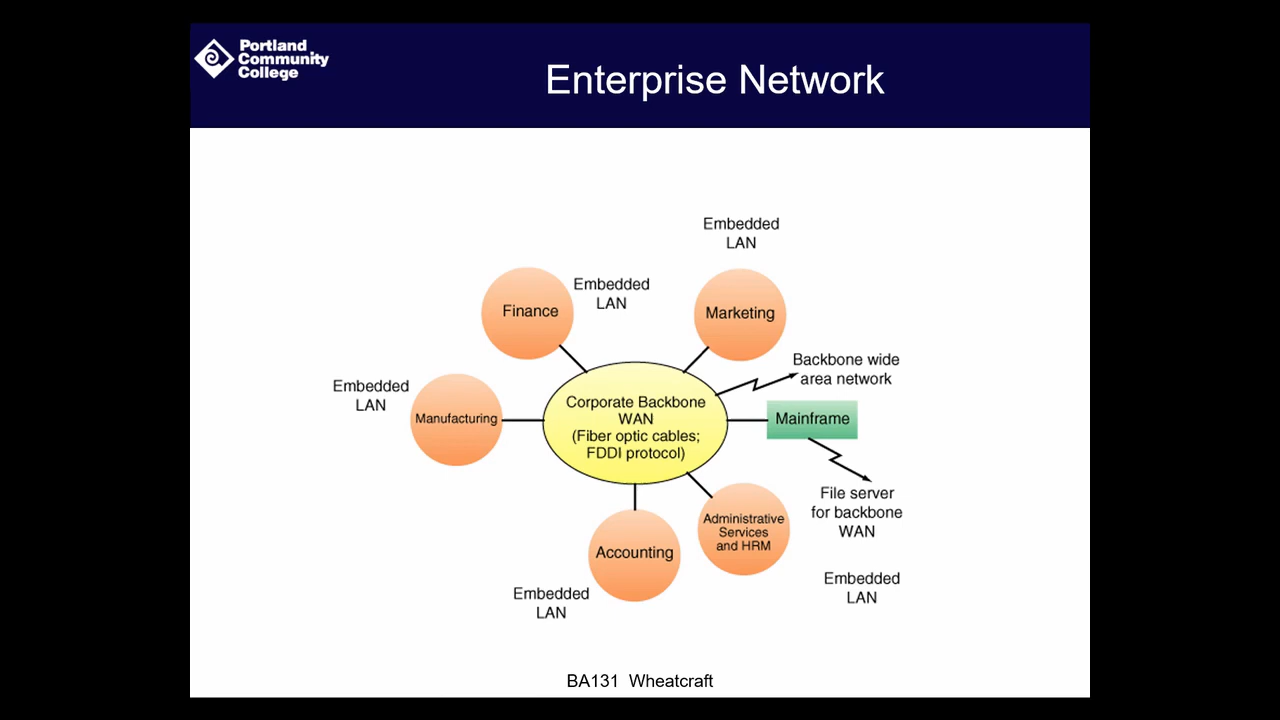 Portland
Community
College
Enterprise Network
Embedded
LAN
Finance
Embedded
LAN
Marketing
Backbone wide
area network
Embedded
LAN
Manufacturing
Corporate Backbone
WAN
(Fiber optic cables;
FDDI protocol)
Mainframe
File server
for backbone
WAN
Administrative
Services
and HRM
Accounting
Embedded
LAN
Embedded
LAN
BA131 Wheatcraft